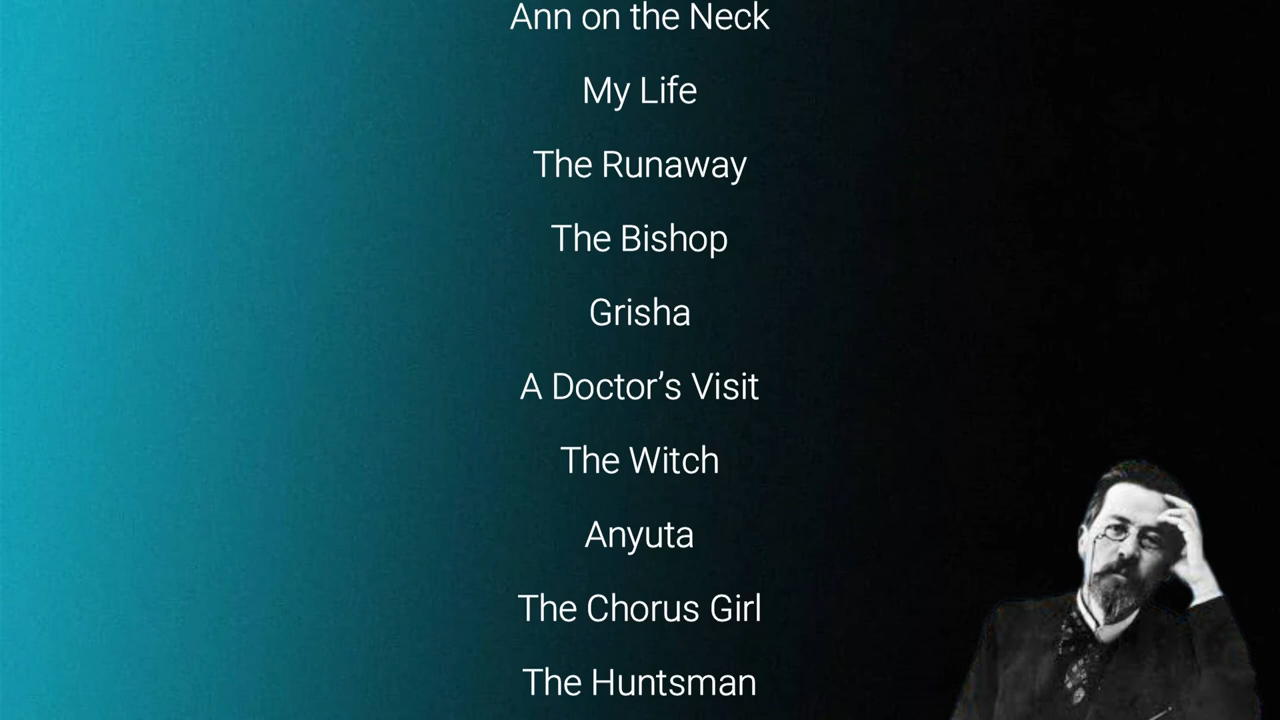 Ann on the Neck
My Life
The Runaway
The Bishop
Grisha
A Doctor’s Visit
The Witch
Anyuta
The Chorus Girl
The Huntsman